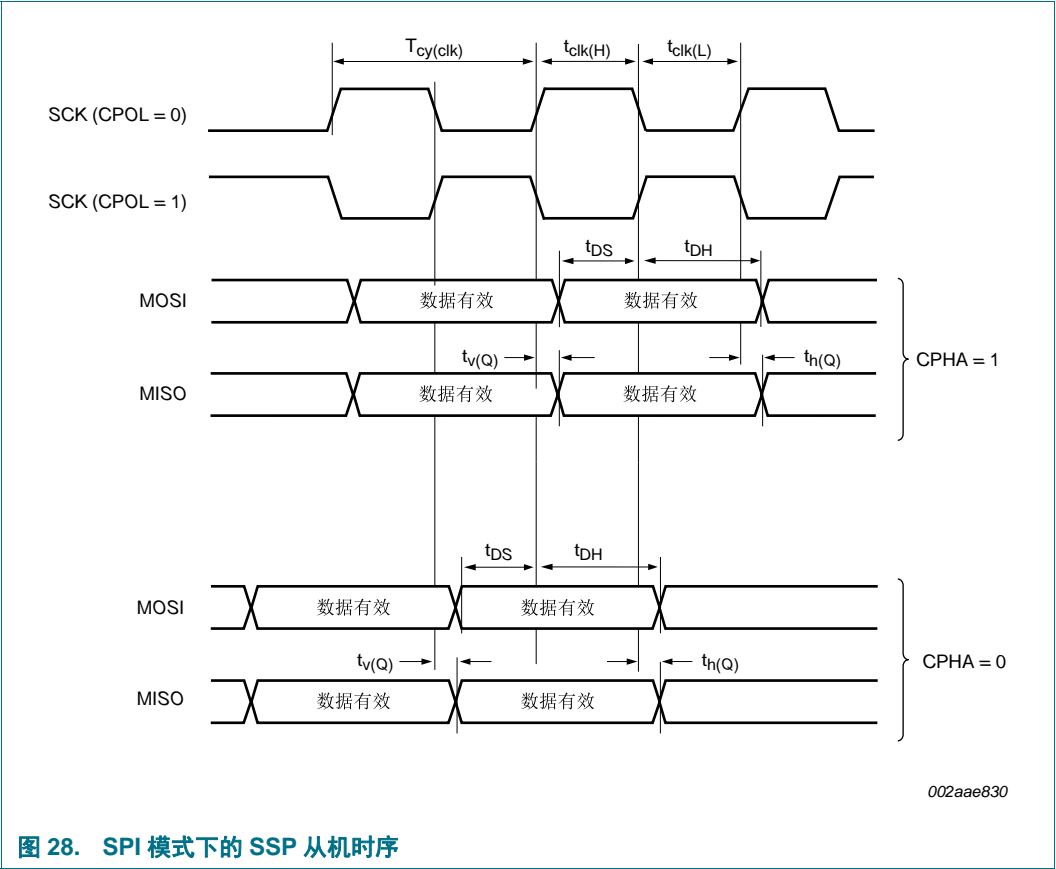 Tcy(clk) tclk(H) tclk(L)
SCK (CPOL = 0)
SCK (CPOL = 1)
tDS tDH
MOSI 数据有效 数据有效
tv(Q) th(Q)
CPHA = 1
MISO 数据有效 数据有效
tDS tDH
MOSI 数据有效 数据有效
tv(Q) th(Q)
CPHA = 0
MISO 数据有效 数据有效
002aae830
图 28. SPI 模式下的 SSP 从机时序